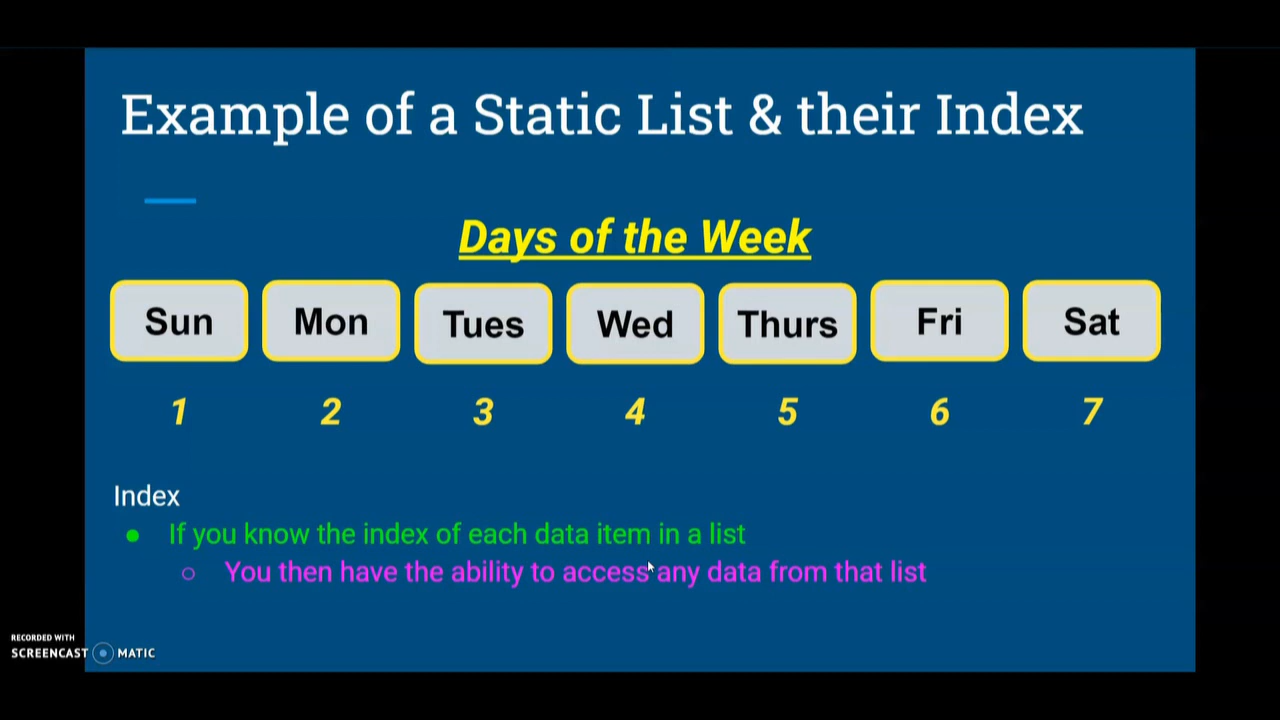 Example of a Static List & their Index
Days of the Week
Sun Mon Tues Wed Thurs Fri Sat
1 2 3 4 5 6 7
Index
● If you know the index of each data item in a list
○ You then have the ability to access any data from that list
RECORDED WITH
SCREENCAST MATIC